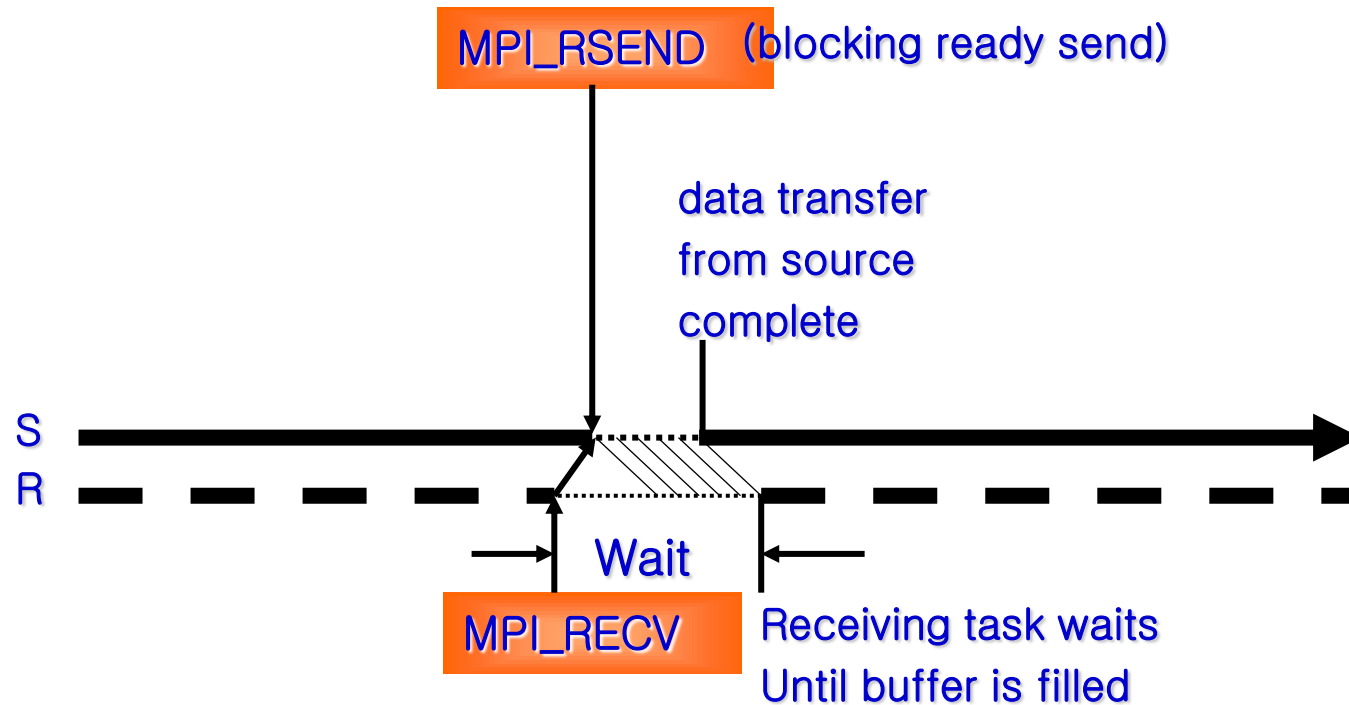 MPI_RSEND (blocking ready send)
data transfer
from source
complete
S
R
Wait
MPI_RECV
Receiving task waits
Until buffer is filled